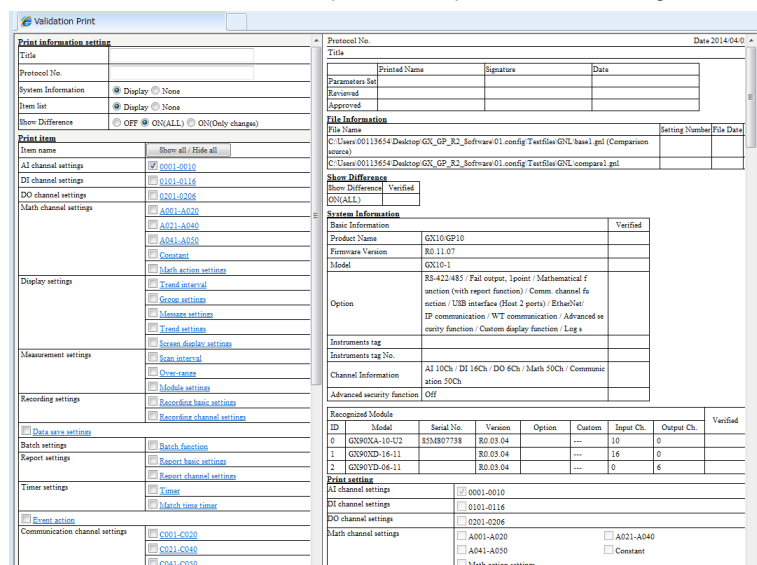 Validation Print
Print information setting
Title
Protocol No.
System Information Display None
Item list Display None
Show Difference OFF ON(ALL) ON(Only changes)
Print item
Item name Show all / Hide all
AI channel settings 0001-0010
DI channel settings 0101-0116
DO channel settings 0201-0206
Math channel settings A001-A020
A021-A040
A041-A050
Constant
Math action settings
Display settings Trend interval
Group settings
Message settings
Trend settings
Screen display settings
Measurement settings Scan interval
Over-range
Module settings
Recording settings Recording basic settings
Recording channel settings
Data save settings
Batch settings Batch function
Report settings Report basic settings
Report channel settings
Timer settings Timer
Match time timer
Event action
Communication channel settings C001-C020
C021-C040
C041-C050
Protocol No. Date 2014/04/0
Title
Printed Name Signature Date
Parameters Set
Reviewed
Approved
File Information
File Name Setting Number File Date
C:\Users\00113654\Desktop\GX_GP_R2_Software\01.config\Testfiles\GNL\base1.gnl (Comparison
source)
C:\Users\00113654\Desktop\GX_GP_R2_Software\01.config\Testfiles\GNL\compare1.gnl
Show Difference
Show Difference Verified
ON(ALL)
System Information
Basic Information Verified
Product Name GX10/GP10
Firmware Version R0.11.07
Model GX10-1
Option RS-422/485 / Fail output, 1point / Mathematical f
unction (with report function) / Comm. channel fu
nction / USB interface (Host 2 ports) / EtherNet/
IP communication / WT communication / Advanced se
curity function / Custom display function / Log s
Instruments tag
Instruments tag No.
Channel Information AI 10Ch / DI 16Ch / DO 6Ch / Math 50Ch / Communic
ation 50Ch
Advanced security function Off
Recognized Module
ID Model Serial No. Version Option Custom Input Ch. Output Ch. Verified
0 GX90XA-10-U2 85M807738 R0.03.04 --- 10 0
1 GX90XD-16-11 R0.03.04 --- 16 0
2 GX90YD-06-11 R0.03.04 --- 0 6
Print setting
AI channel settings 0001-0010
DI channel settings 0101-0116
DO channel settings 0201-0206
Math channel settings A001-A020 A021-A040
A041-A050 Constant
Math action settings